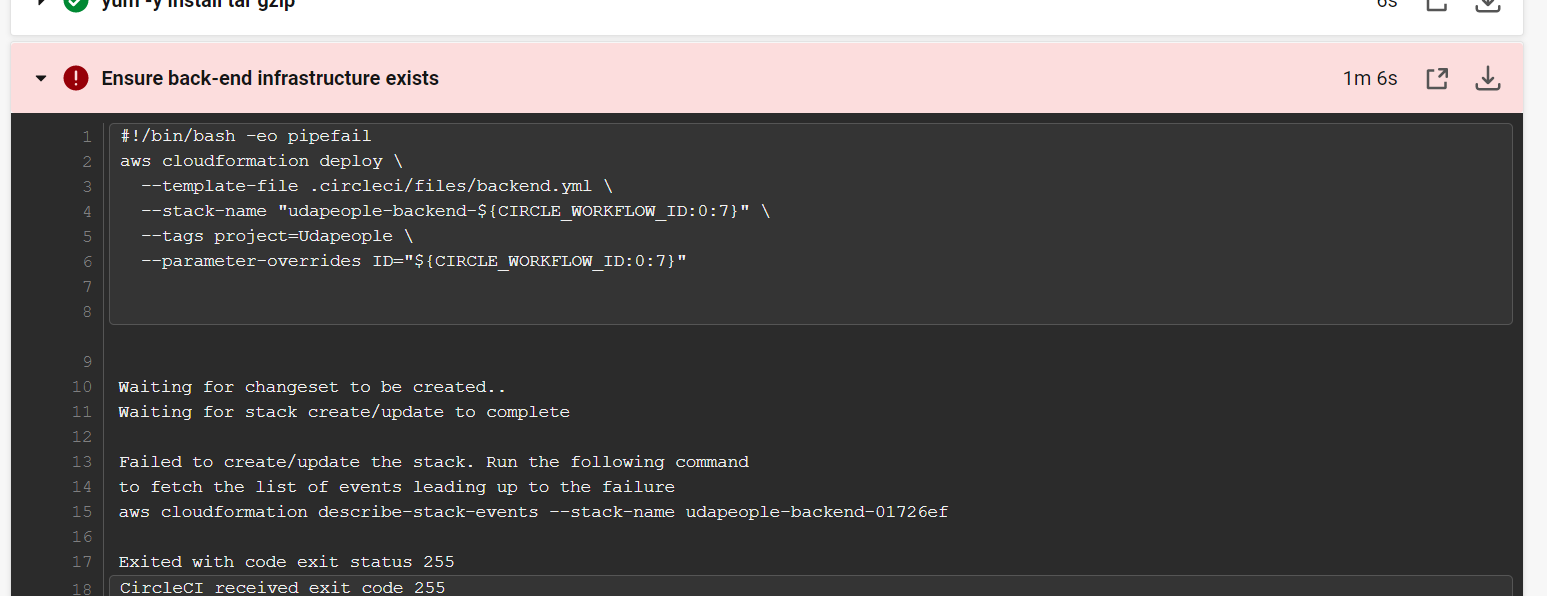 yum -y install tar gzip
6s
Ensure back-end infrastructure exists
1m 6s
1 #!/bin/bash -eo pipefail
2 aws cloudformation deploy \
3 --template-file .circleci/files/backend.yml \
4 --stack-name "udapeople-backend-${CIRCLE_WORKFLOW_ID:0:7}" \
5 --tags project=Udapeople \
6 --parameter-overrides ID="${CIRCLE_WORKFLOW_ID:0:7}"
7
8
9
10 Waiting for changeset to be created..
11 Waiting for stack create/update to complete
12
13 Failed to create/update the stack. Run the following command
14 to fetch the list of events leading up to the failure
15 aws cloudformation describe-stack-events --stack-name udapeople-backend-01726ef
16
17 Exited with code exit status 255
18 CircleCI received exit code 255